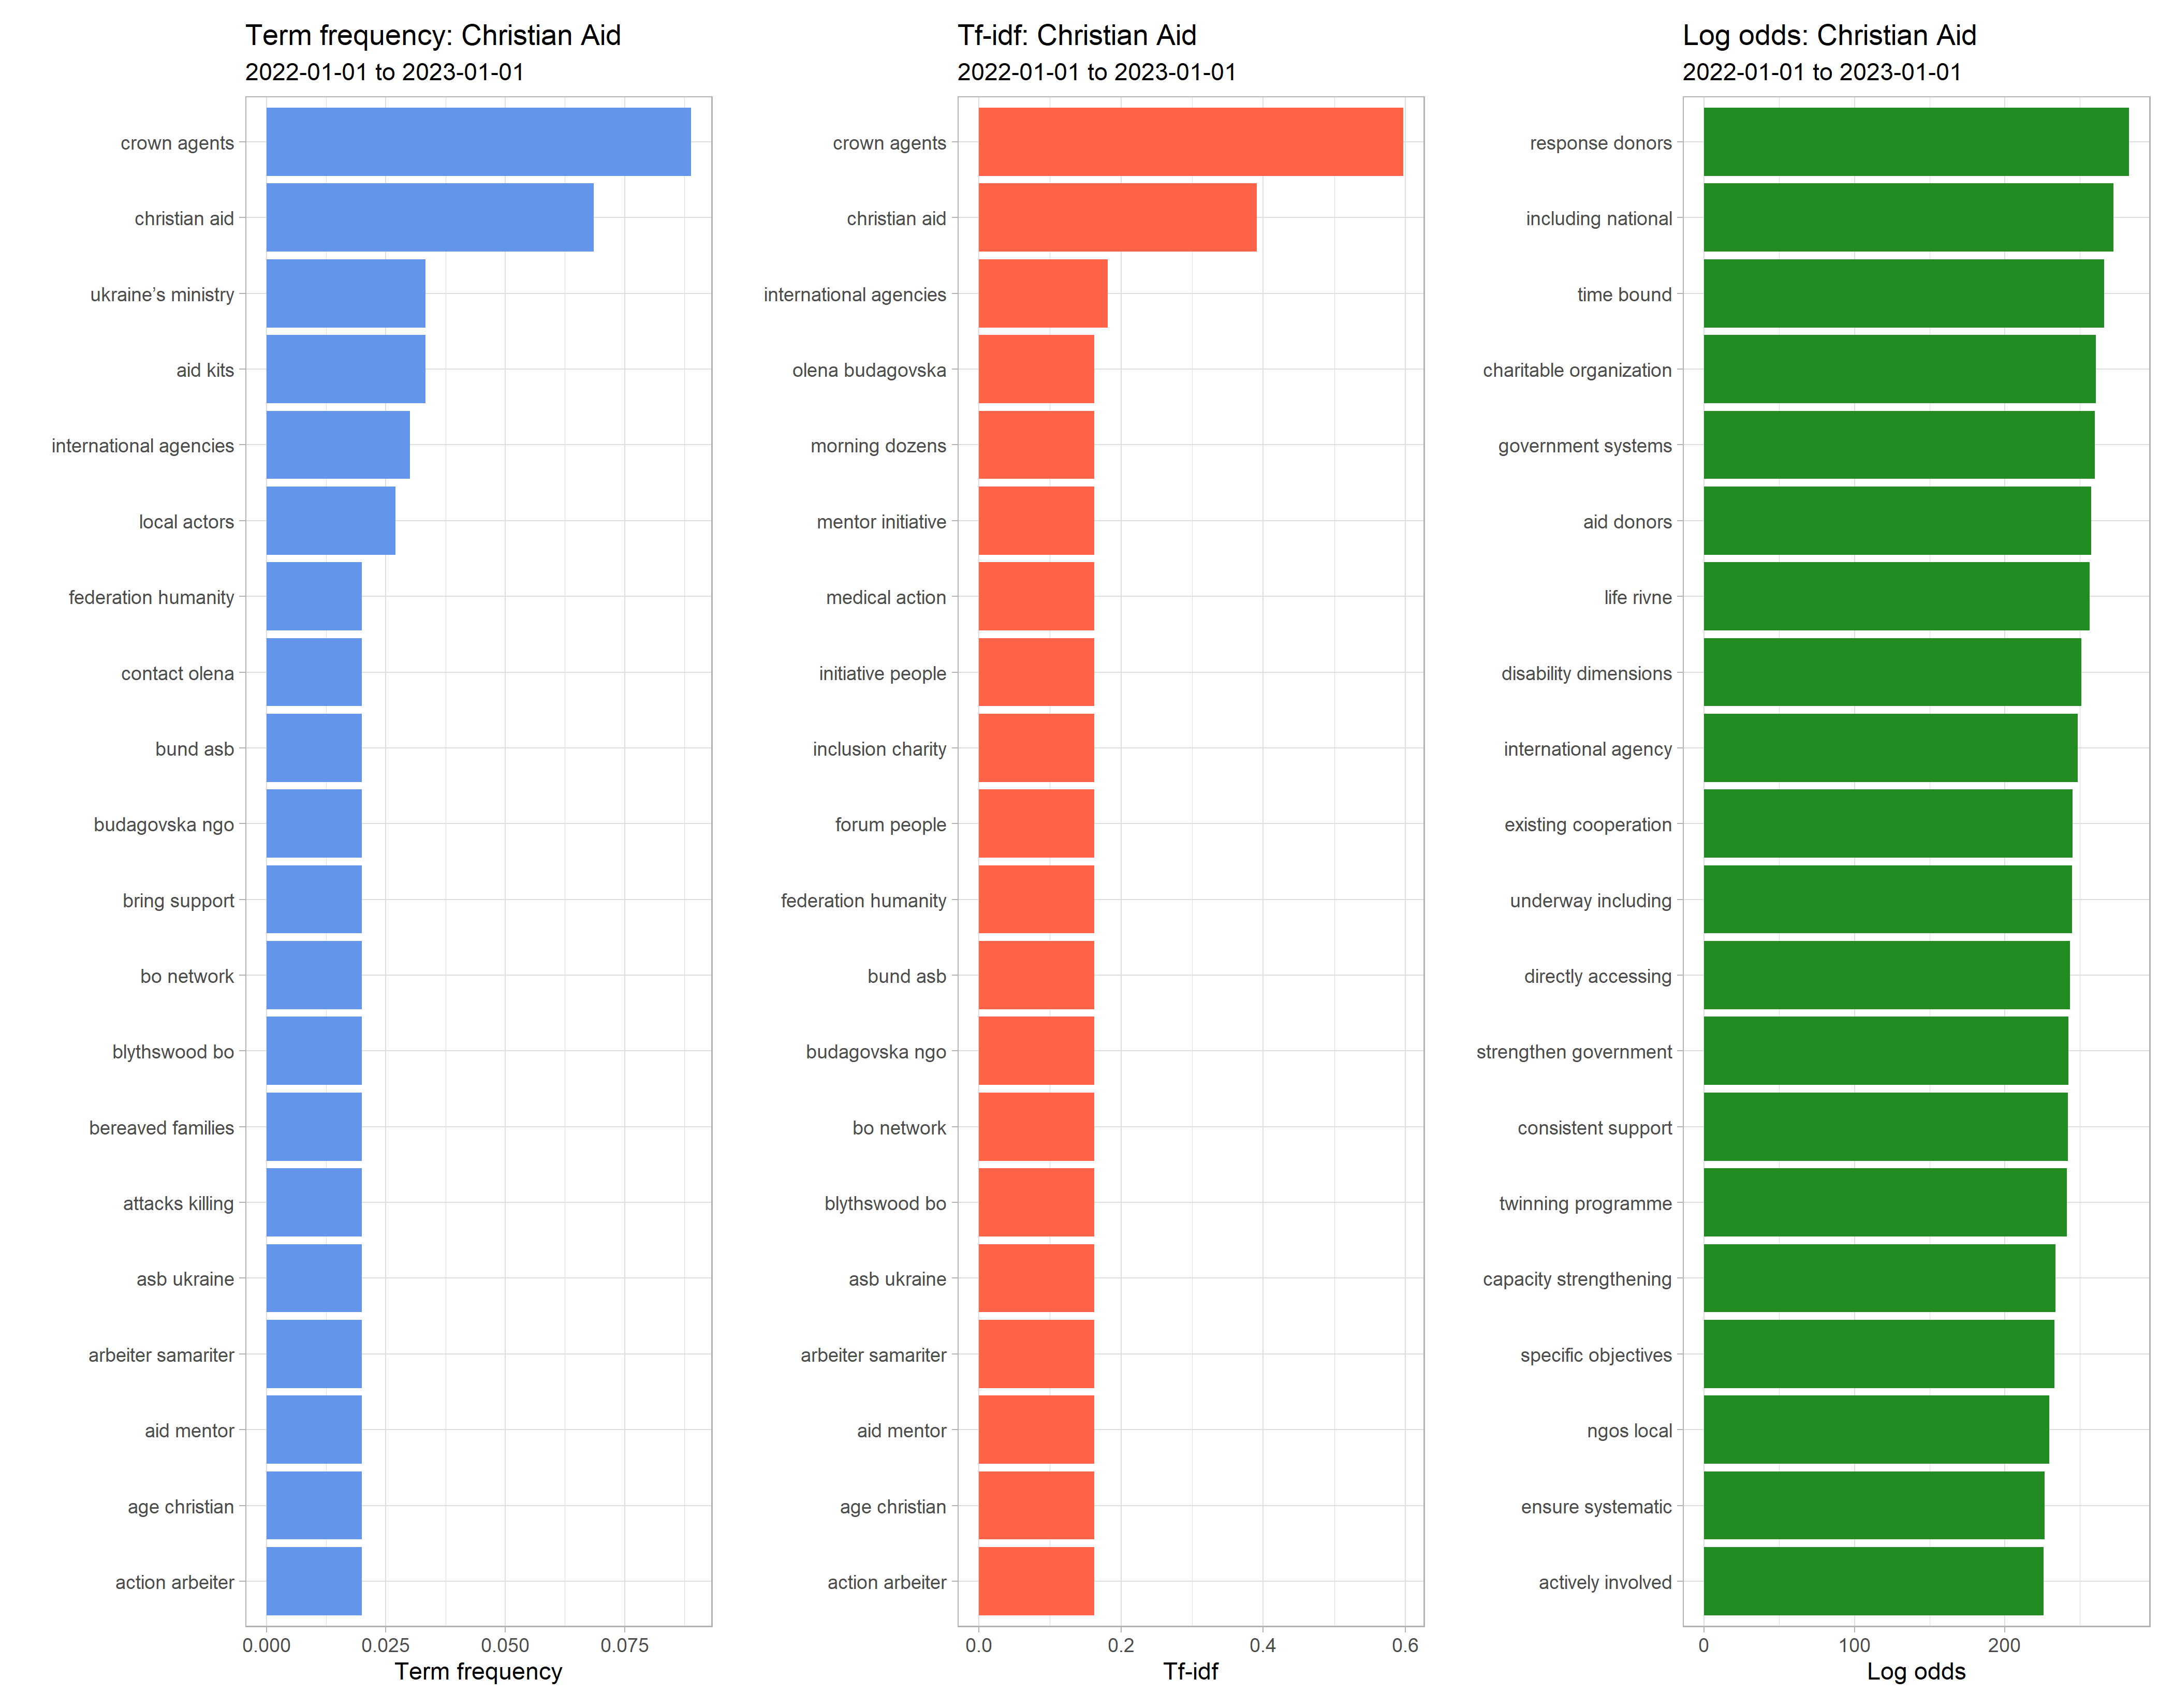 Term frequency: Christian Aid
2022-01-01 to 2023-01-01
crown agents
christian aid
ukraine’s ministry
aid kits
international agencies
local actors
federation humanity
contact olena
bund asb
budagovska ngo
bring support
bo network
blythswood bo
bereaved families
attacks killing
asb ukraine
arbeiter samariter
aid mentor
age christian
action arbeiter
0.000 0.025 0.050 0.075
Term frequency
Tf-idf: Christian Aid
2022-01-01 to 2023-01-01
crown agents
christian aid
international agencies
olena budagovska
morning dozens
mentor initiative
medical action
initiative people
inclusion charity
forum people
federation humanity
bund asb
budagovska ngo
bo network
blythswood bo
asb ukraine
arbeiter samariter
aid mentor
age christian
action arbeiter
0.0 0.2 0.4 0.6
Tf-idf
Log odds: Christian Aid
2022-01-01 to 2023-01-01
response donors
including national
time bound
charitable organization
government systems
aid donors
life rivne
disability dimensions
international agency
existing cooperation
underway including
directly accessing
strengthen government
consistent support
twinning programme
capacity strengthening
specific objectives
ngos local
ensure systematic
actively involved
0 100 200
Log odds